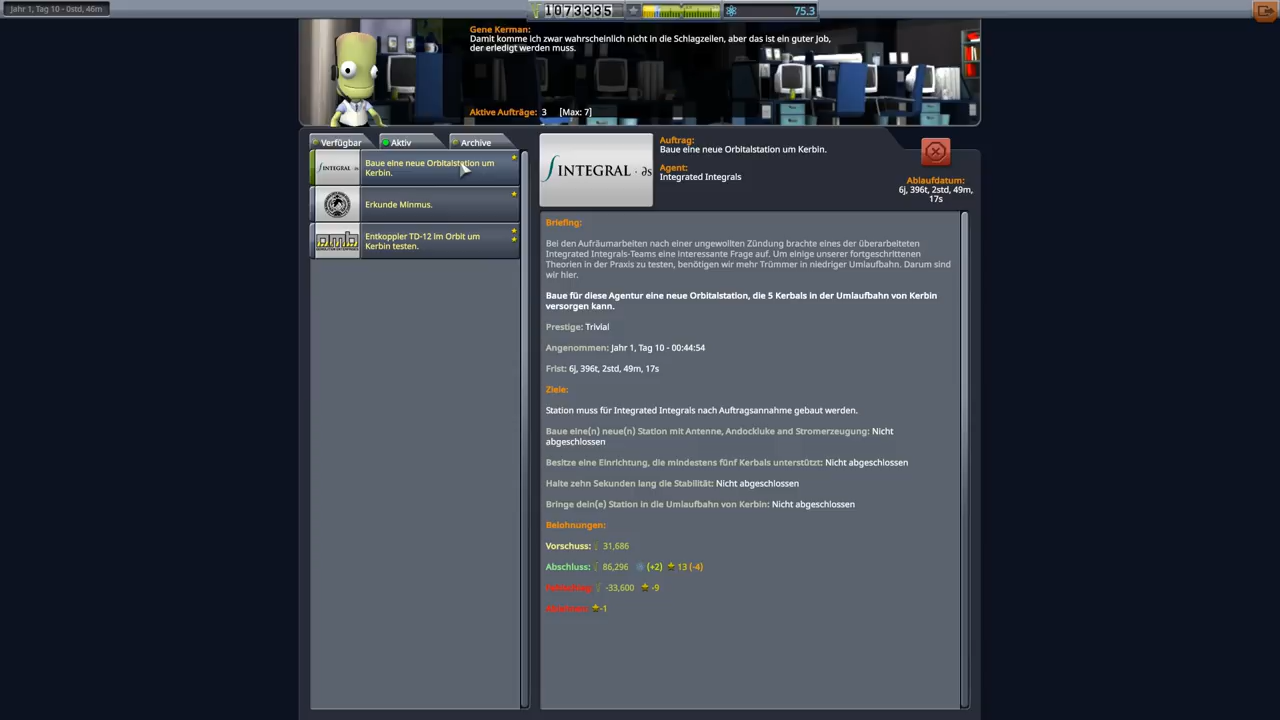 Jahr 1, Tag 10 - 0std, 46m
1073335
75.3
Gene Kerman:
Damit komme ich zwar wahrscheinlich nicht in die Schlagzeilen, aber das ist ein guter Job,
der erledigt werden muss.
Aktive Aufträge: 3 [Max: 7]
Verfügbar
Aktiv
Archive
Baue eine neue Orbitalstation um
Kerbin.
Erkunde Minmus.
Entkoppler TD-12 im Orbit um
Kerbin testen.
∫INTEGRAL · ∂s
Auftrag:
Baue eine neue Orbitalstation um Kerbin.
Agent:
Integrated Integrals
Ablaufdatum:
6j, 396t, 2std, 49m,
17s
Briefing:
Bei den Aufräumarbeiten nach einer ungewollten Zündung brachte eines der überarbeiteten
Integrated Integrals-Teams eine interessante Frage auf. Um einige unserer fortgeschrittenen
Theorien in der Praxis zu testen, benötigen wir mehr Trümmer in niedriger Umlaufbahn. Darum sind
wir hier.
Baue für diese Agentur eine neue Orbitalstation, die 5 Kerbals in der Umlaufbahn von Kerbin
versorgen kann.
Prestige: Trivial
Angenommen: Jahr 1, Tag 10 - 00:44:54
Frist: 6j, 396t, 2std, 49m, 17s
Ziele:
Station muss für Integrated Integrals nach Auftragsannahme gebaut werden.
Baue eine(n) neue(n) Station mit Antenne, Andockluke and Stromerzeugung: Nicht
abgeschlossen
Besitze eine Einrichtung, die mindestens fünf Kerbals unterstützt: Nicht abgeschlossen
Halte zehn Sekunden lang die Stabilität: Nicht abgeschlossen
Bringe dein(e) Station in die Umlaufbahn von Kerbin: Nicht abgeschlossen
Belohnungen:
Vorschuss: 31,686
Abschluss: 86,296 (+2) 13 (-4)
-33,600 -9
-1